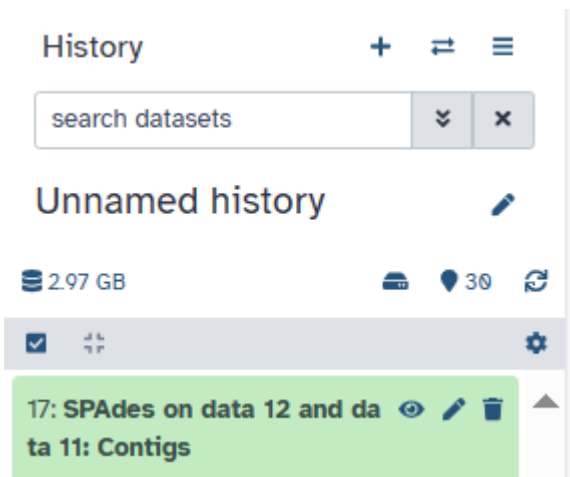 History
search datasets
Unnamed history
2.97 GB 30
17: SPAdes on data 12 and da
ta 11: Contigs